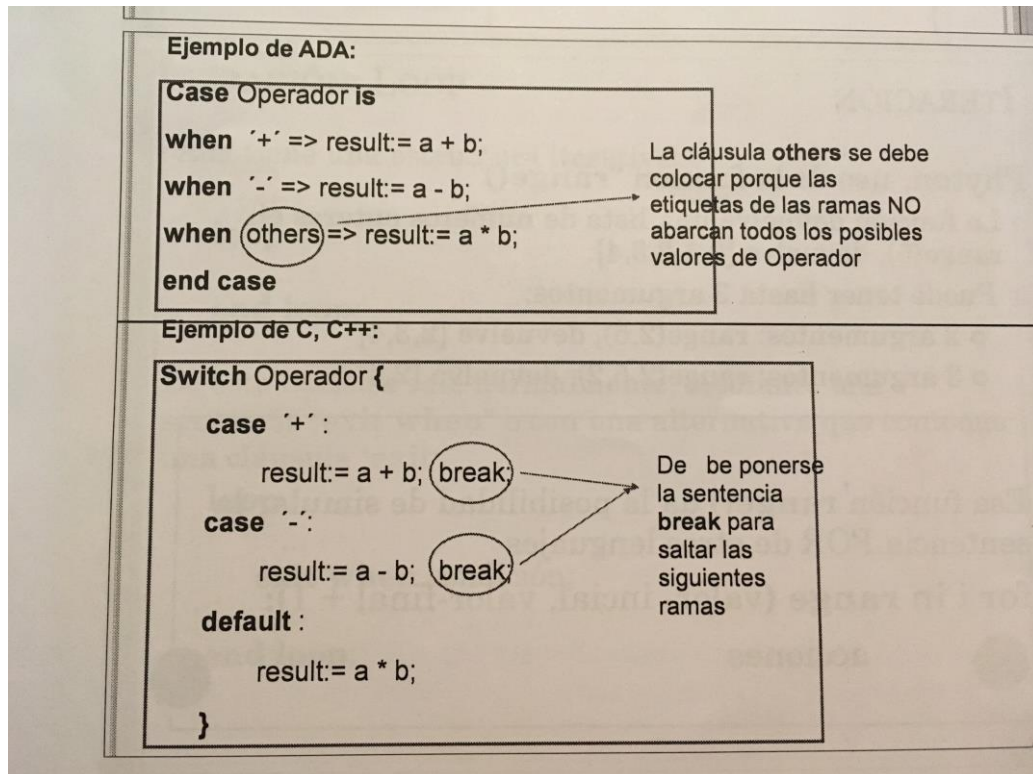 Ejemplo de ADA:
Case Operador is
when ´+´ => result:= a + b;
when ´-´ => result:= a - b;
when others => result:= a * b;
end case
La cláusula others se debe
colocar porque las
etiquetas de las ramas NO
abarcan todos los posibles
valores de Operador
Ejemplo de C, C++:
Switch Operador {
case ´+´ :
result:= a + b; break;
case ´-´:
result:= a - b; break;
default :
result:= a * b;
}
De be ponerse
la sentencia
break para
saltar las
siguientes
ramas